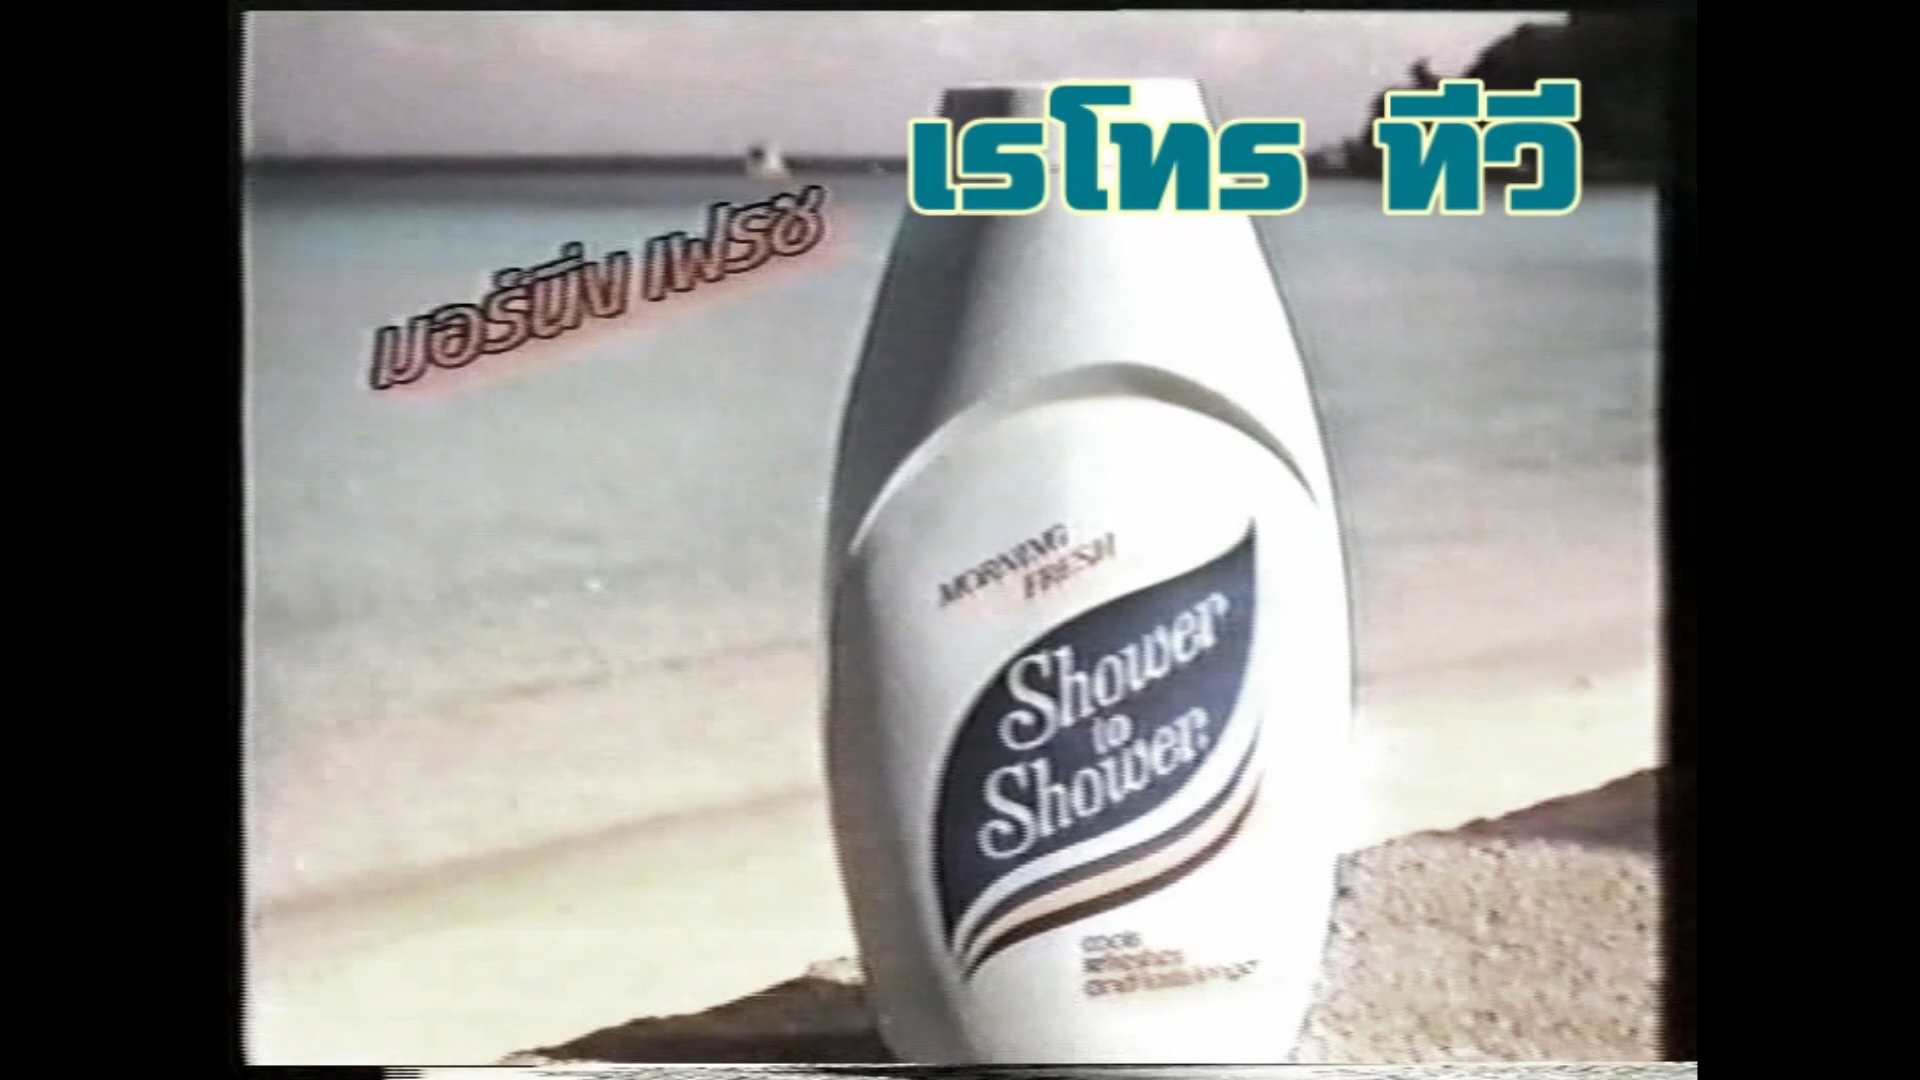 เรโทร ทีวี
มอร์นิ่ง เฟรช
MORNING
FRESH
Shower
to
Shower